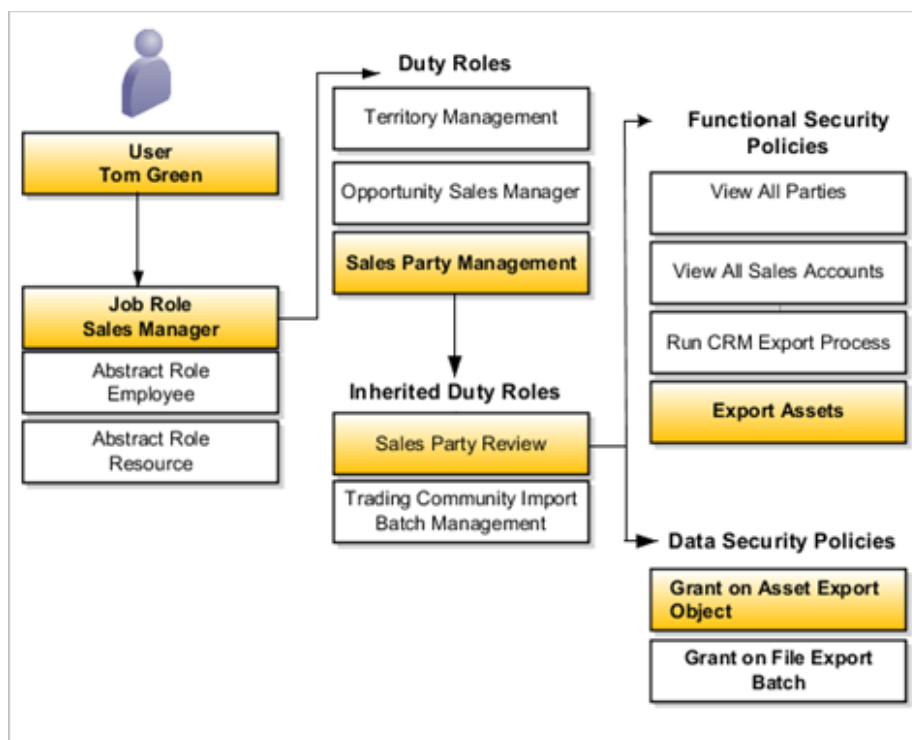 User
Tom Green
Job Role
Sales Manager
Abstract Role
Employee
Abstract Role
Resource
Duty Roles
Territory Management
Opportunity Sales Manager
Sales Party Management
Inherited Duty Roles
Sales Party Review
Trading Community Import
Batch Management
Functional Security
Policies
View All Parties
View All Sales Accounts
Run CRM Export Process
Export Assets
Data Security Policies
Grant on Asset Export
Object
Grant on File Export
Batch